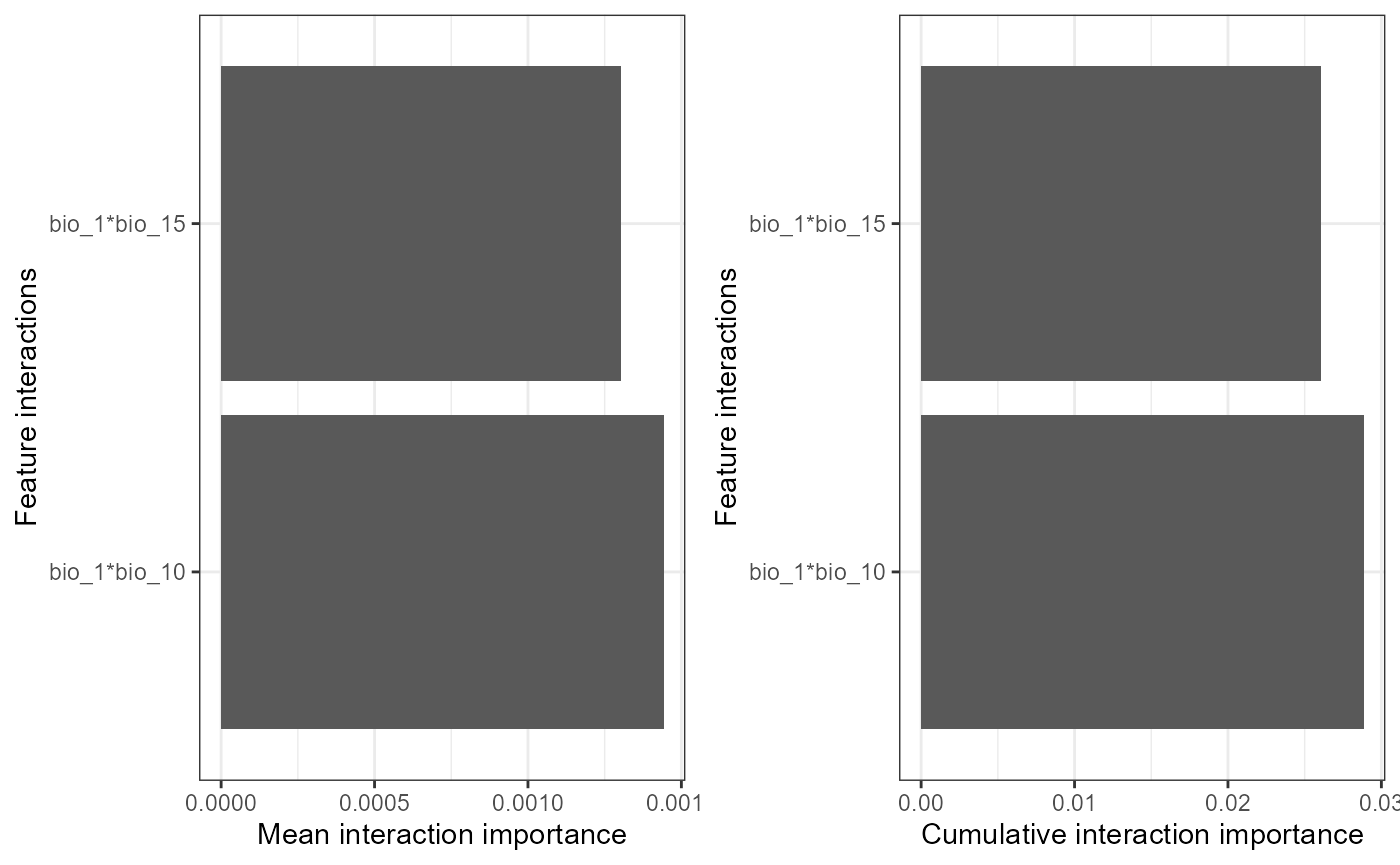 Feature interactions
bio_1*bio_15
bio_1*bio_10
0.0000 0.0005 0.0010 0.001
Mean interaction importance
Feature interactions
bio_1*bio_15
bio_1*bio_10
0.00 0.01 0.02 0.03
Cumulative interaction importance